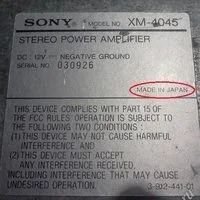 SONY MODEL NO. XM-4045
STEREO POWER AMPLIFIER
DC : 12V NEGATIVE GROUND
SERIAL NO. 030926
MADE IN JAPAN
THIS DEVICE COMPLIES WITH PART 15 OF
THE FCC RULES OPERATION IS SUBJECT TO
THE FOLLOWING TWO CONDITIONS:
(1) THIS DEVICE MAY NOT CAUSE HARMFUL
INTERFERENCE, AND
(2) THIS DEVICE MUST ACCEPT
ANY INTERFERENCE RECEIVED,
INCLUDING INTERFERENCE THAT MAY CAUSE
UNDESIRED OPERATION.
3-912-441-01